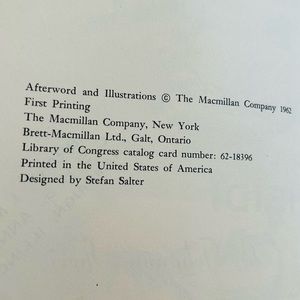 Afterword and Illustrations © The Macmillan Company 1962
First Printing
The Macmillan Company, New York
Brett-Macmillan Ltd., Galt, Ontario
Library of Congress catalog card number: 62-18396
Printed in the United States of America
Designed by Stefan Salter